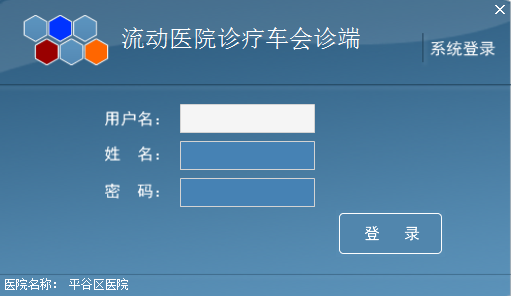 流动医院诊疗车会诊端
系统登录
用户名：
姓 名：
密 码：
登 录
医院名称： 平谷区医院